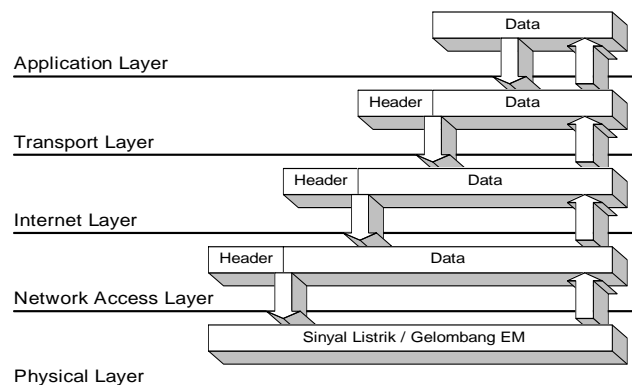 Data
Application Layer
Header Data
Transport Layer
Header Data
Internet Layer
Header Data
Network Access Layer
Sinyal Listrik / Gelombang EM
Physical Layer